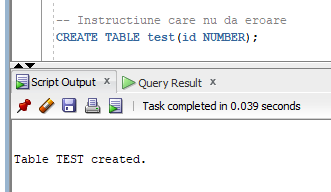 -- Instructiune care nu da eroare
CREATE TABLE test(id NUMBER);
Script Output x Query Result x
Task completed in 0.039 seconds
Table TEST created.